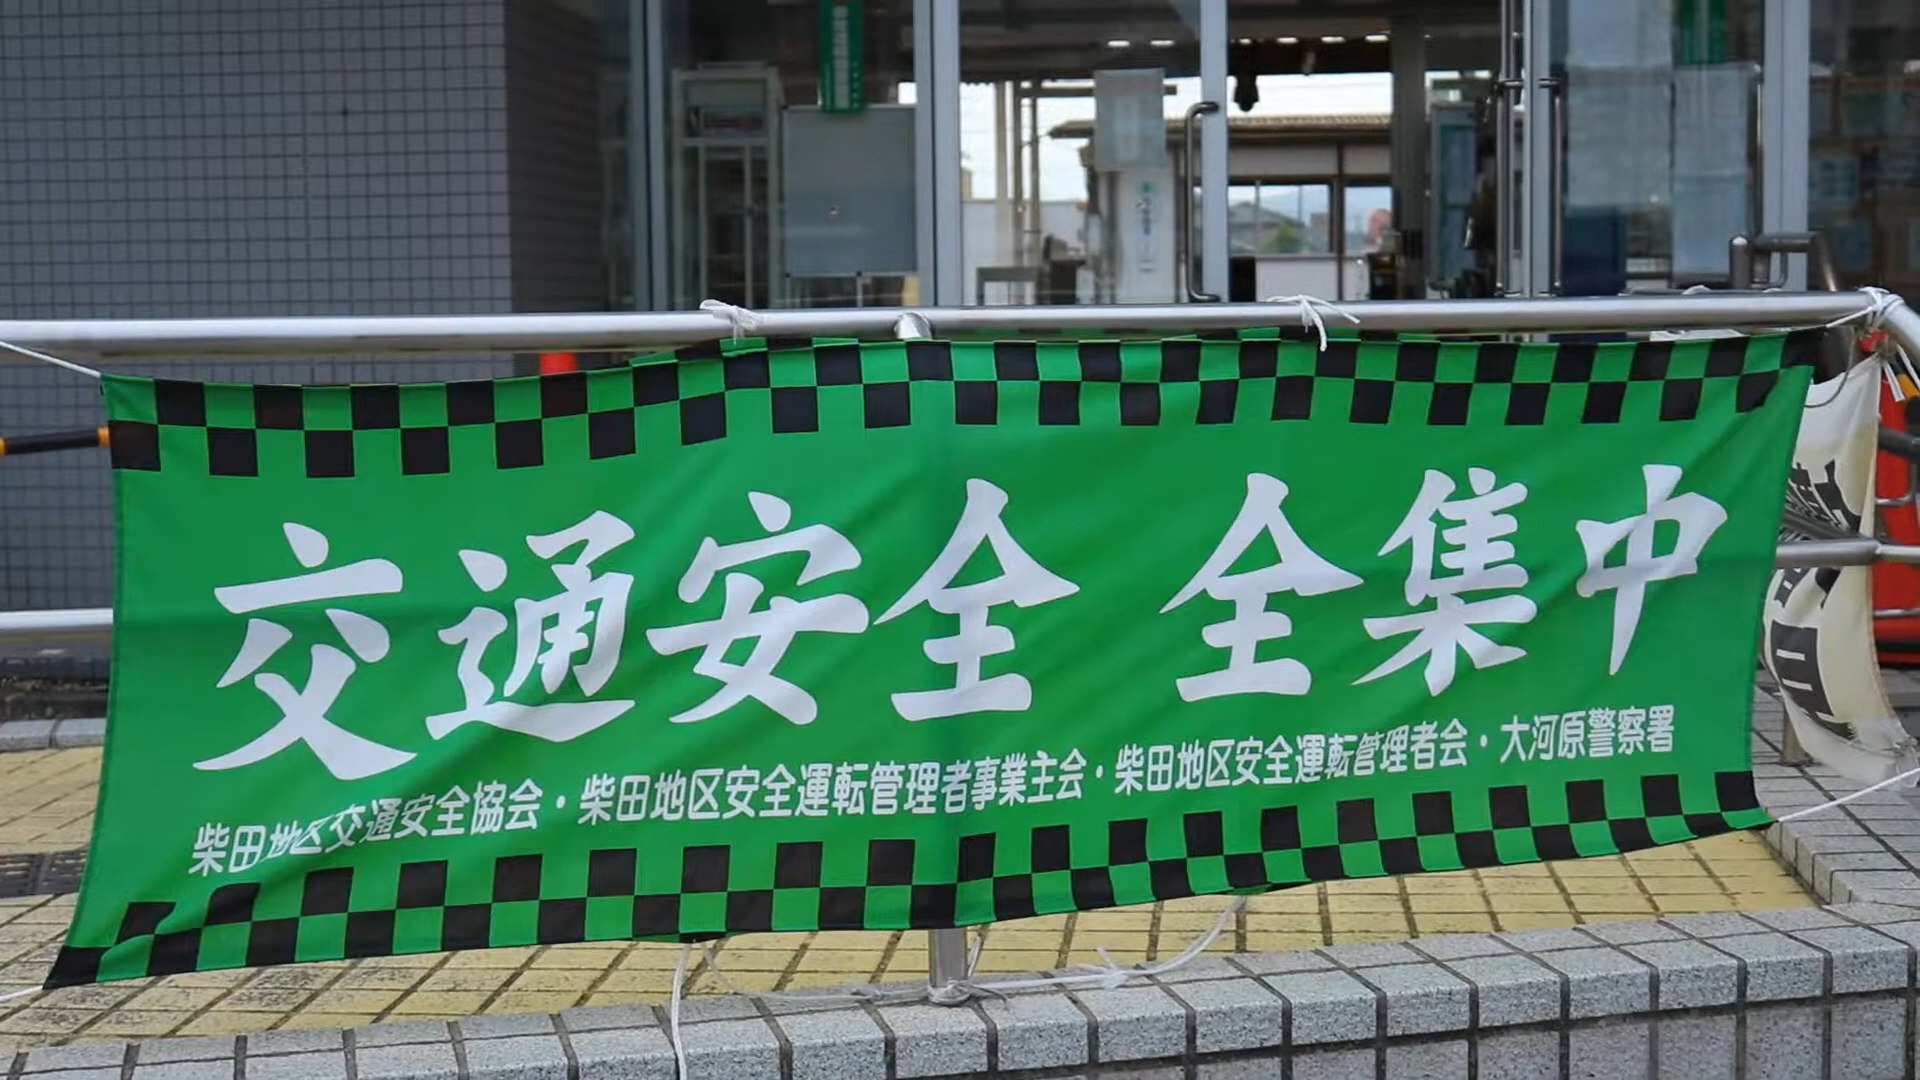 交通安全 全集中
柴田地区交通安全協会・柴田地区安全運転管理者事業主会・柴田地区安全運転管理者会・大河原警察署